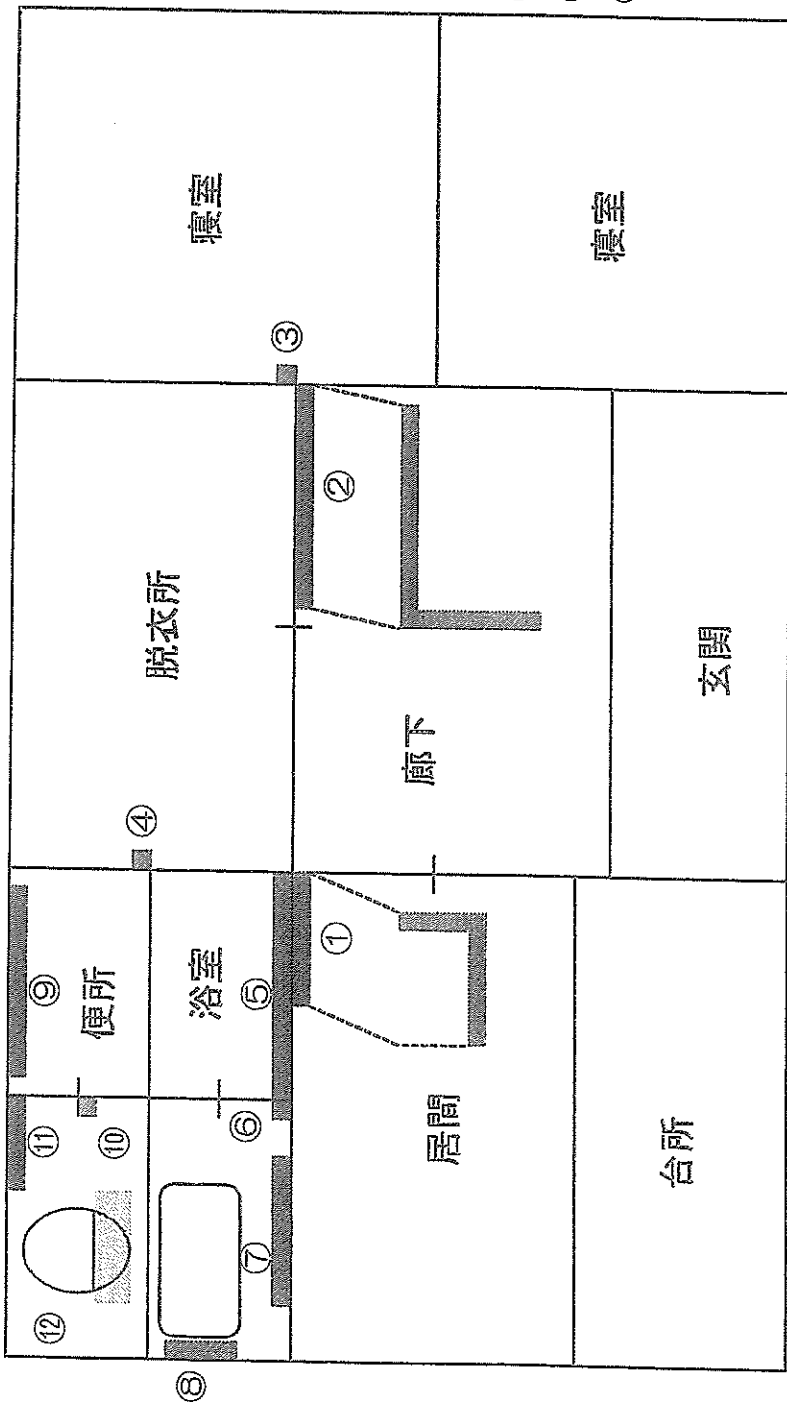 ⑫
⑪
⑨
⑩
便所
④
脱衣所
寝室
⑧
浴室
⑦
⑥
⑤
③
①
②
居間
廊下
寝室
台所
玄関